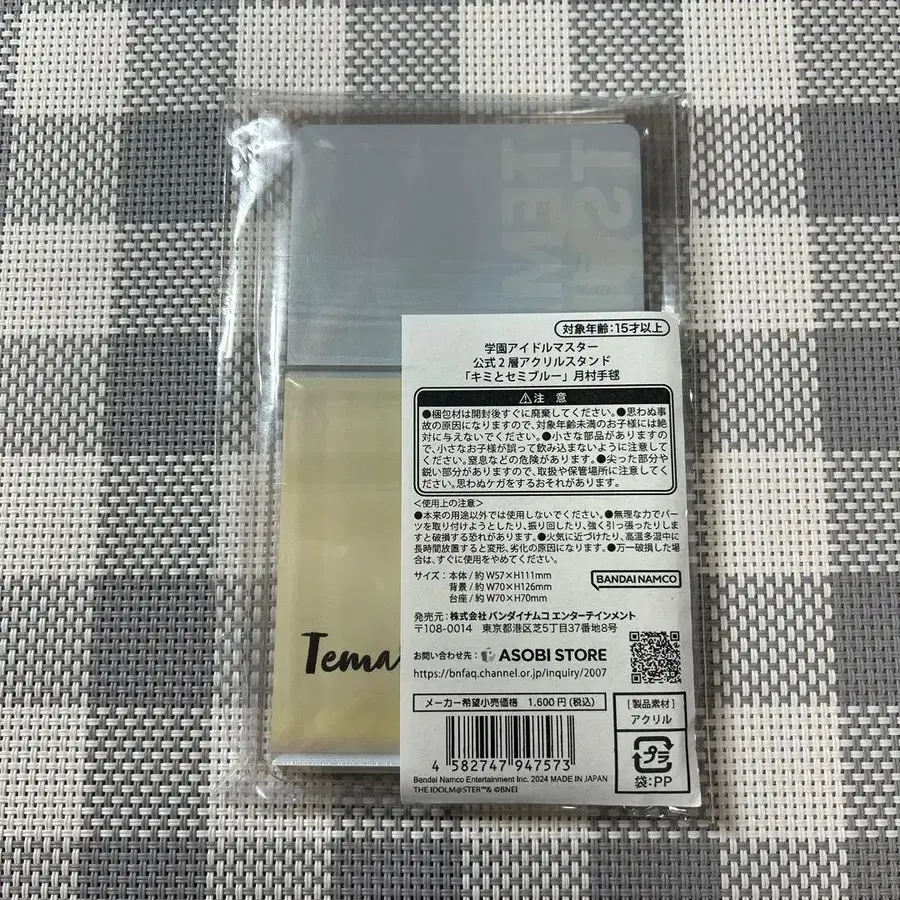 対象年齢:15才以上
学園アイドルマスター
公式2層アクリルスタンド
「キミとセミブルー」月村手毬
⚠注 意
●梱包材は開封後すぐに廃棄してください。●思わぬ事
故の原因になりますので、対象年齢未満のお子様には絶
対に与えないでください。●小さな部品がありますの
で、小さなお子様が誤って飲み込まないように注意して
ください。窒息などの危険があります。●尖った部分や
鋭い部分がありますので、取扱や保管場所に注意してく
ださい。思わぬケガをするおそれがあります。
<使用上の注意>
●本来の用途以外では使用しないでください。●無理な力でパー
ツを取り付けようとしたり、振り回したり、強く引っ張ったりしま
すと破損する恐れがあります。●火気に近づけたり、高温多湿中に
長時間放置すると変形、劣化の原因になります。●万一破損した場
合は、すぐに使用をやめてください。
サイズ:本体/約 W57×H111mm
背景/約 W70×H126mm
台座/約 W70×H70mm
BANDAI NAMCO
発売元:株式会社 バンダイナムコ エンターテインメント
〒108-0014 東京都港区芝5丁目37番地8号
お問い合わせ先: ASOBI STORE
https://bnfaq.channel.or.jp/inquiry/2007
メーカー希望小売価格 1,600円(税込)
[製品素材]
アクリル
プラ
袋:PP
4 582747 947573
Bandai Namco Entertainment Inc. 2024 MADE IN JAPAN
THE IDOLM@STER™& ©BNEI
Tema